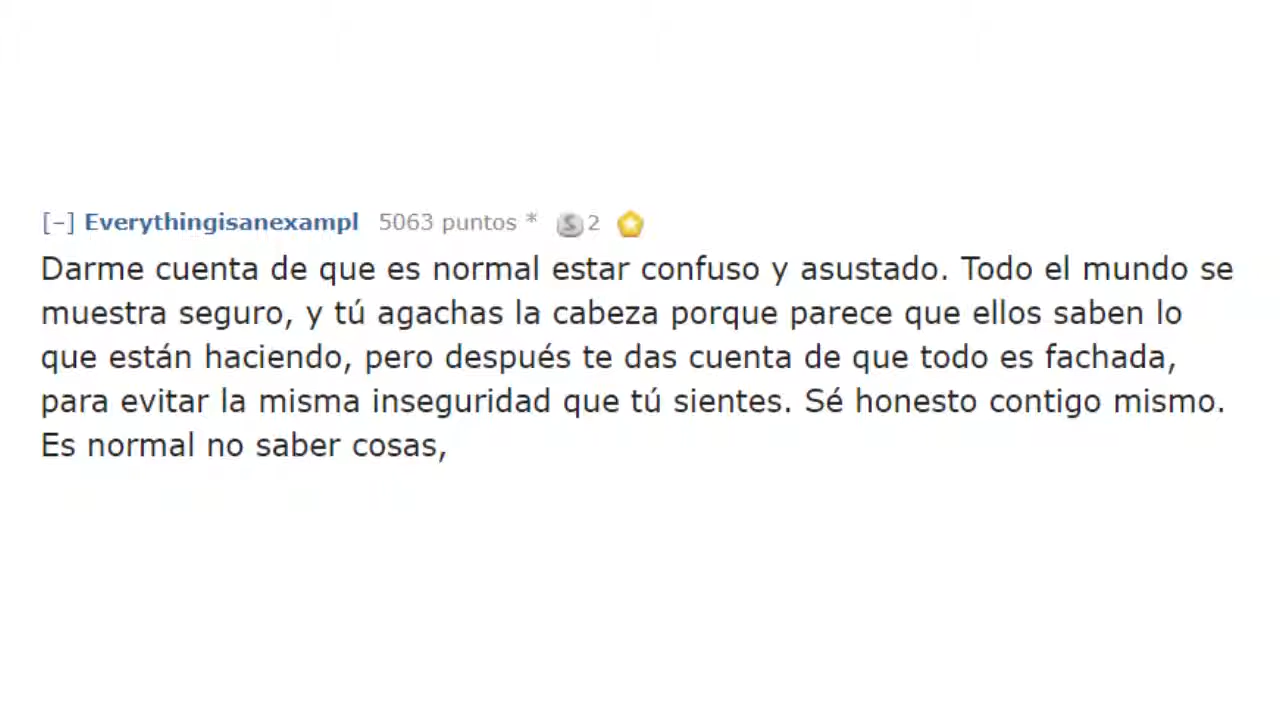 [–] Everythingisanexampl 5063 puntos * S 2
Darme cuenta de que es normal estar confuso y asustado. Todo el mundo se
muestra seguro, y tú agachas la cabeza porque parece que ellos saben lo
que están haciendo, pero después te das cuenta de que todo es fachada,
para evitar la misma inseguridad que tú sientes. Sé honesto contigo mismo.
Es normal no saber cosas,